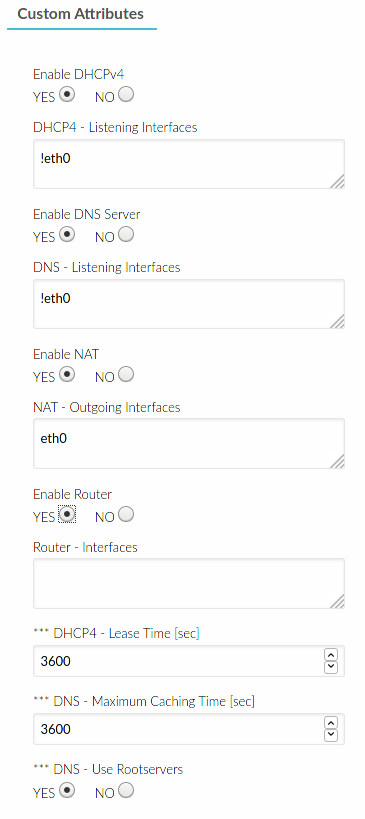 Custom Attributes
Enable DHCPv4
YES NO
DHCP4 - Listening Interfaces
!eth0
Enable DNS Server
YES NO
DNS - Listening Interfaces
!eth0
Enable NAT
YES NO
NAT - Outgoing Interfaces
eth0
Enable Router
YES NO
Router - Interfaces
*** DHCP4 - Lease Time [sec]
3600
*** DNS - Maximum Caching Time [sec]
3600
*** DNS - Use Rootservers
YES NO